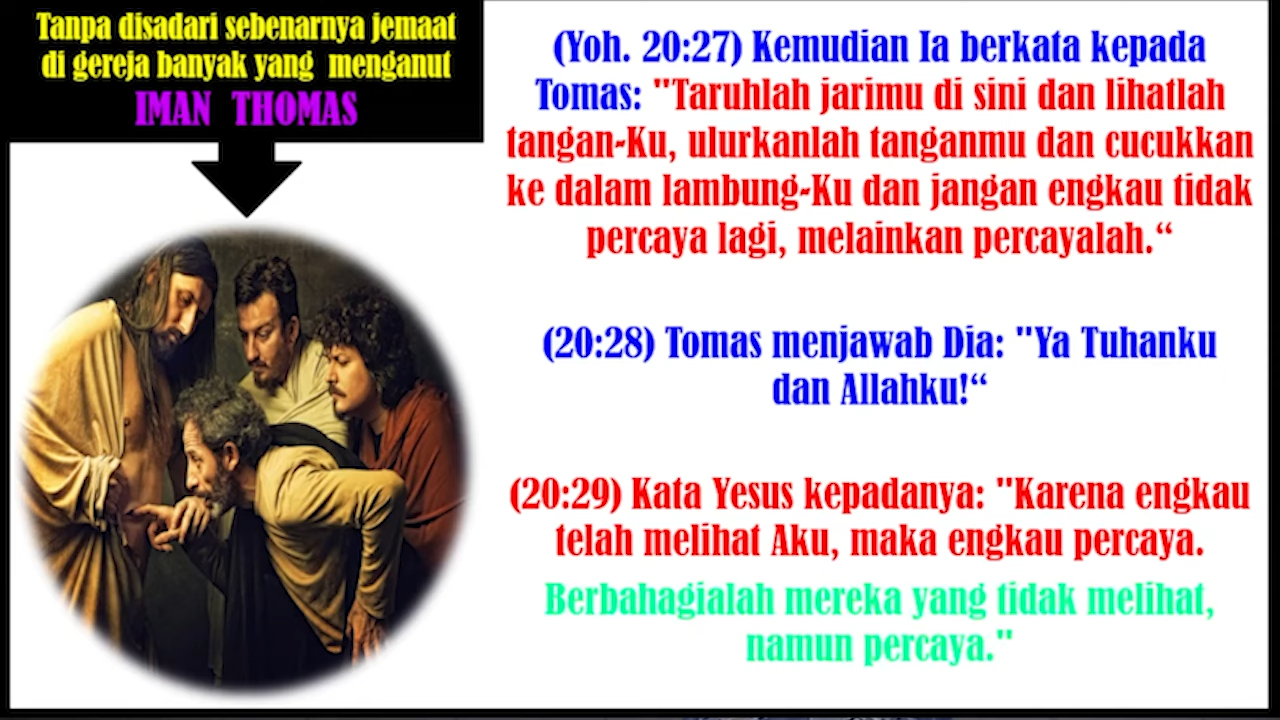 Tanpa disadari sebenarnya jemaat
di gereja banyak yang menganut
IMAN THOMAS
(Yoh. 20:27) Kemudian Ia berkata kepada
Tomas: "Taruhlah jarimu di sini dan lihatlah
tangan-Ku, ulurkanlah tanganmu dan cucukkan
ke dalam lambung-Ku dan jangan engkau tidak
percaya lagi, melainkan percayalah.“
(20:28) Tomas menjawab Dia: "Ya Tuhanku
dan Allahku!“
(20:29) Kata Yesus kepadanya: "Karena engkau
telah melihat Aku, maka engkau percaya.
Berbahagialah mereka yang tidak melihat,
namun percaya."